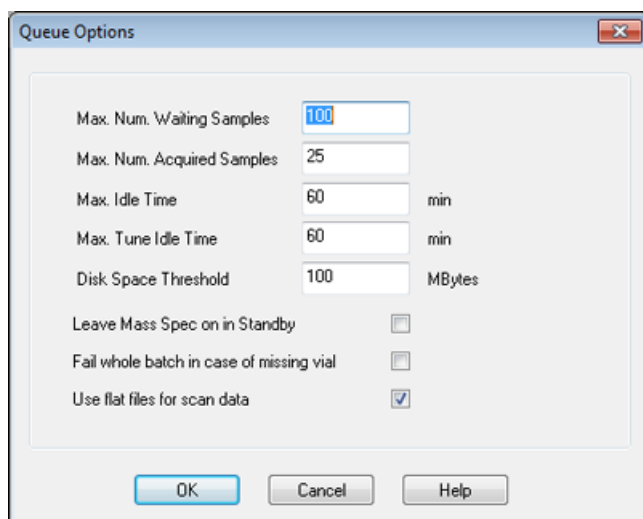 Queue Options
Max. Num. Waiting Samples 100
Max. Num. Acquired Samples 25
Max. Idle Time 60 min
Max. Tune Idle Time 60 min
Disk Space Threshold 100 MBytes
Leave Mass Spec on in Standby
Fail whole batch in case of missing vial
Use flat files for scan data
OK Cancel Help